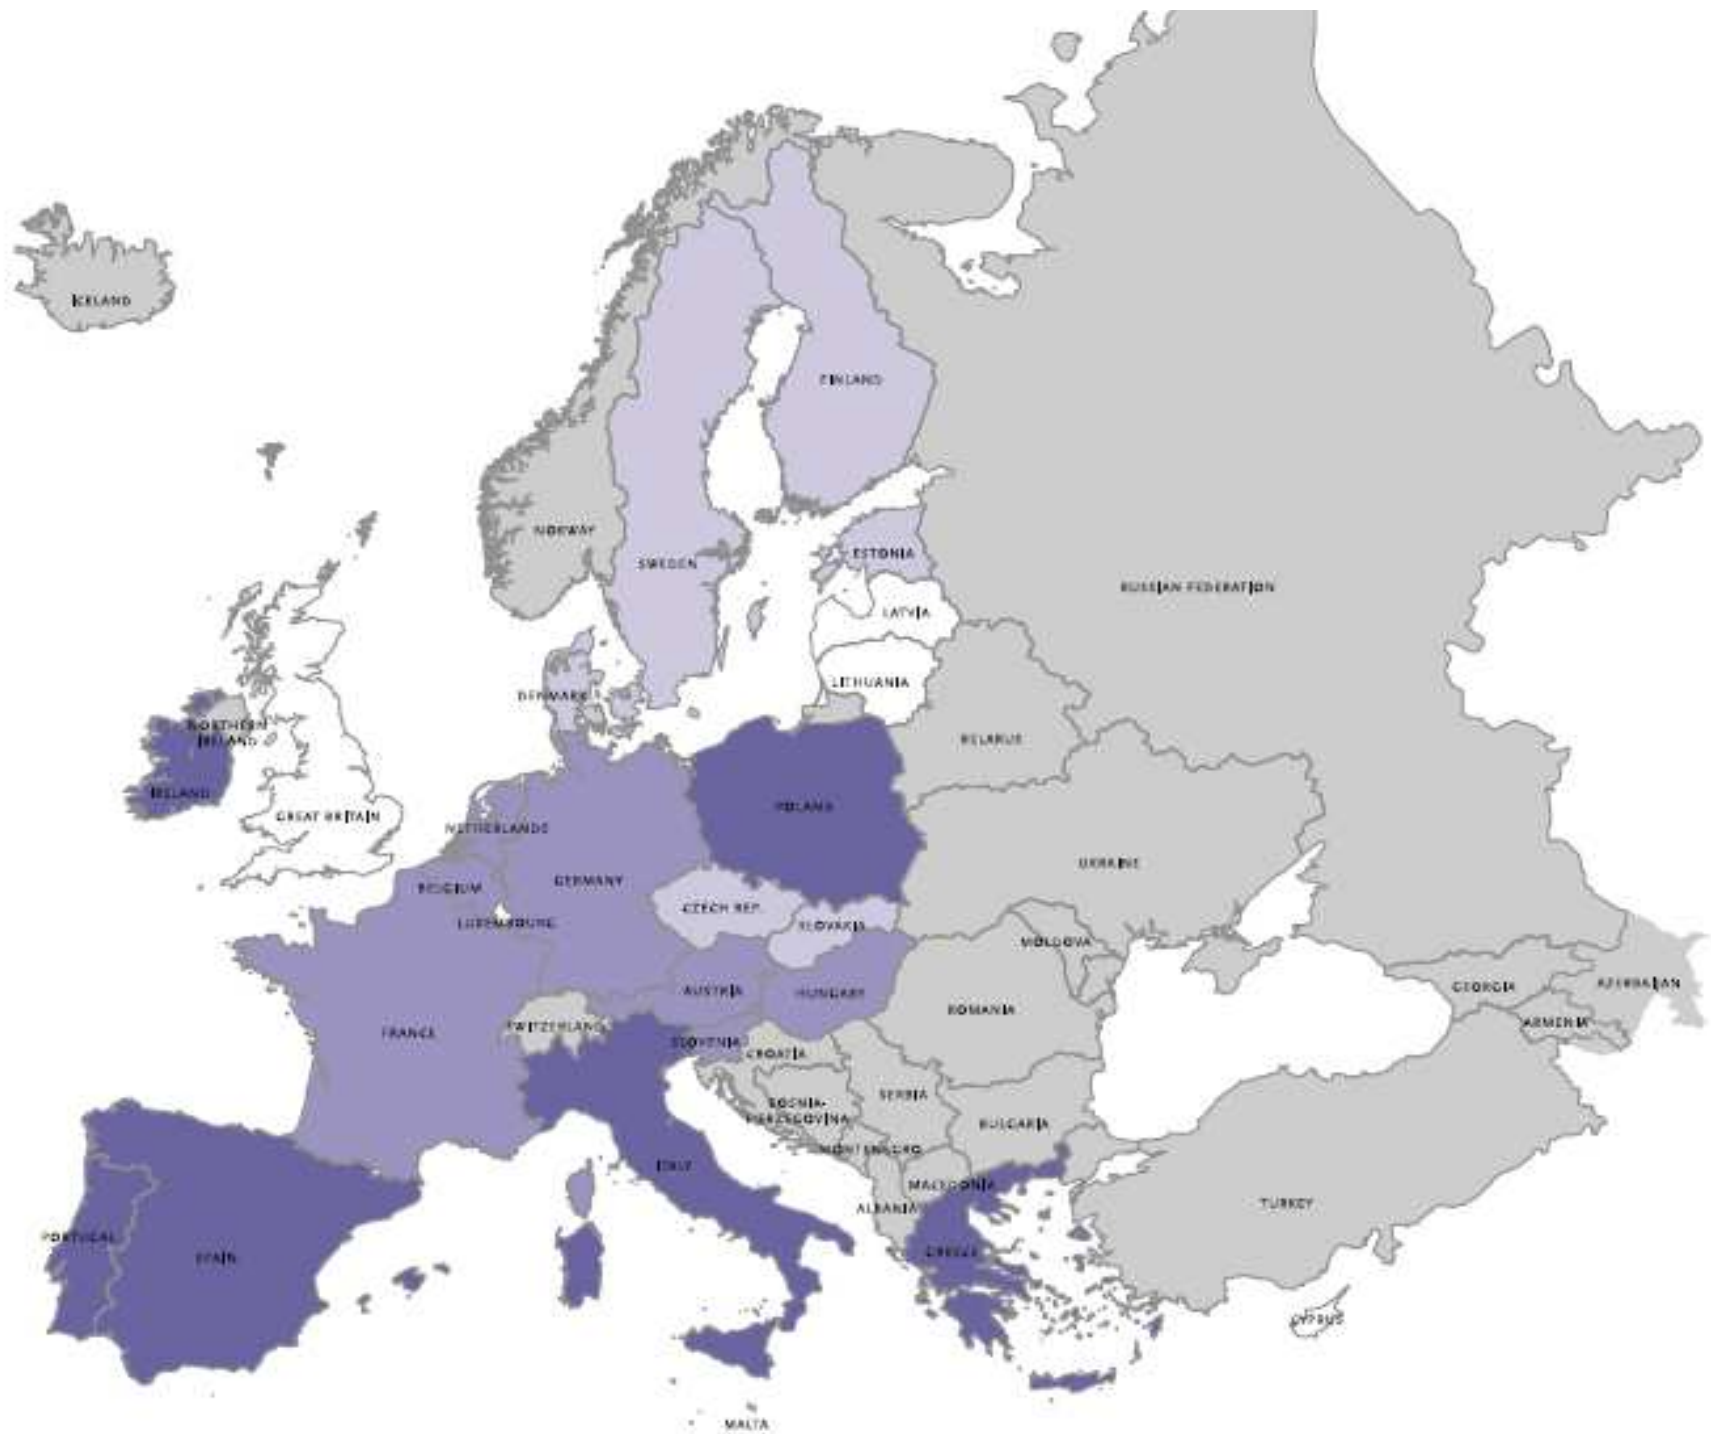 ICELAND
FINLAND
NORWAY
SWEDEN
ESTONIA
RUSSIAN FEDERATION
LATVIA
LITHUANIA
DENMARK
NORTHERN
IRELAND
BELARUS
IRELAND
GREAT BRITAIN
POLAND
NETHERLANDS
UKRAINE
BELGIUM
GERMANY
CZECH REP.
LUXEMBOURG
SLOVAKIA
MOLDOVA
AUSTRIA
HUNGARY
GEORGIA
AZERBAIJAN
ROMANIA
FRANCE
SWITZERLAND
ARMENIA
SLOVENIA
CROATIA
SERBIA
BOSNIA-
HERZEGOVINA
BULGARIA
MONTENEGRO
ITALY
MACEDONIA
ALBANIA
TURKEY
PORTUGAL
SPAIN
GREECE
CYPRUS
MALTA